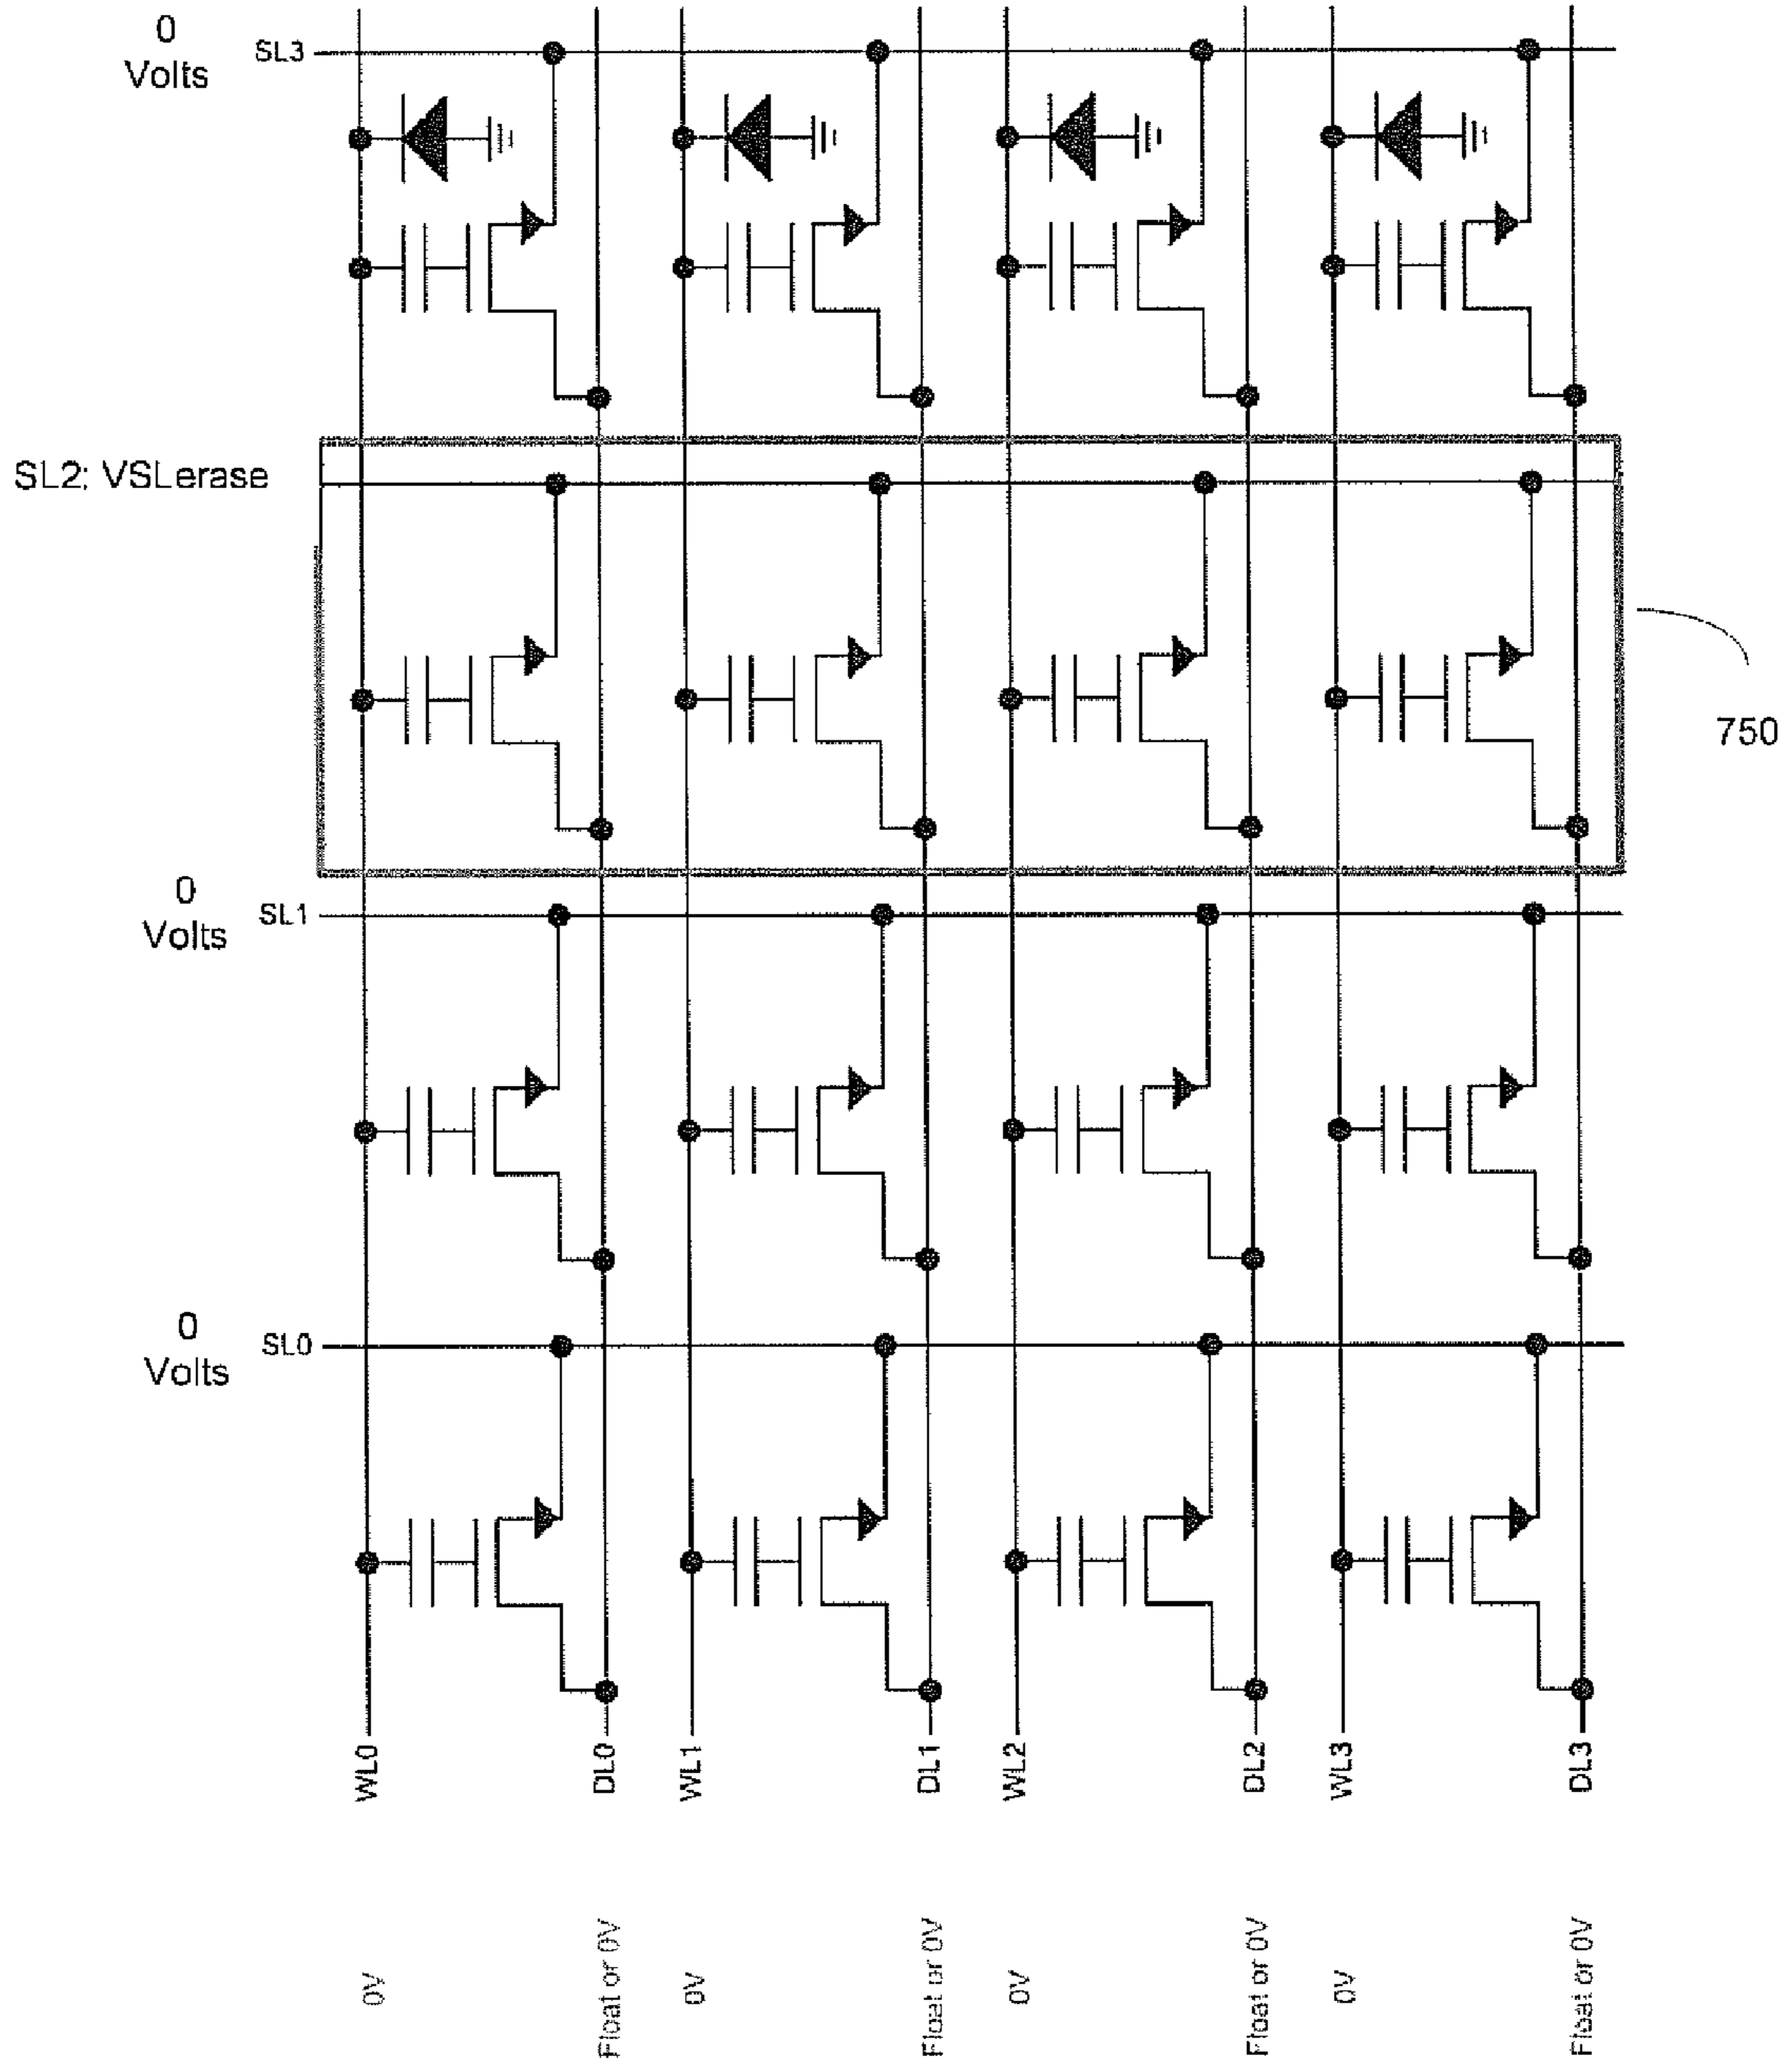 0
Volts
SL3
SL2: VSLerase
750
0
Volts
SL1
0
Volts
SL0
WL0
DL0
WL1
DL1
WL2
DL2
WL3
DL3
0V
Float or 0V
0V
Float or 0V
0V
Float or 0V
0V
Float or 0V